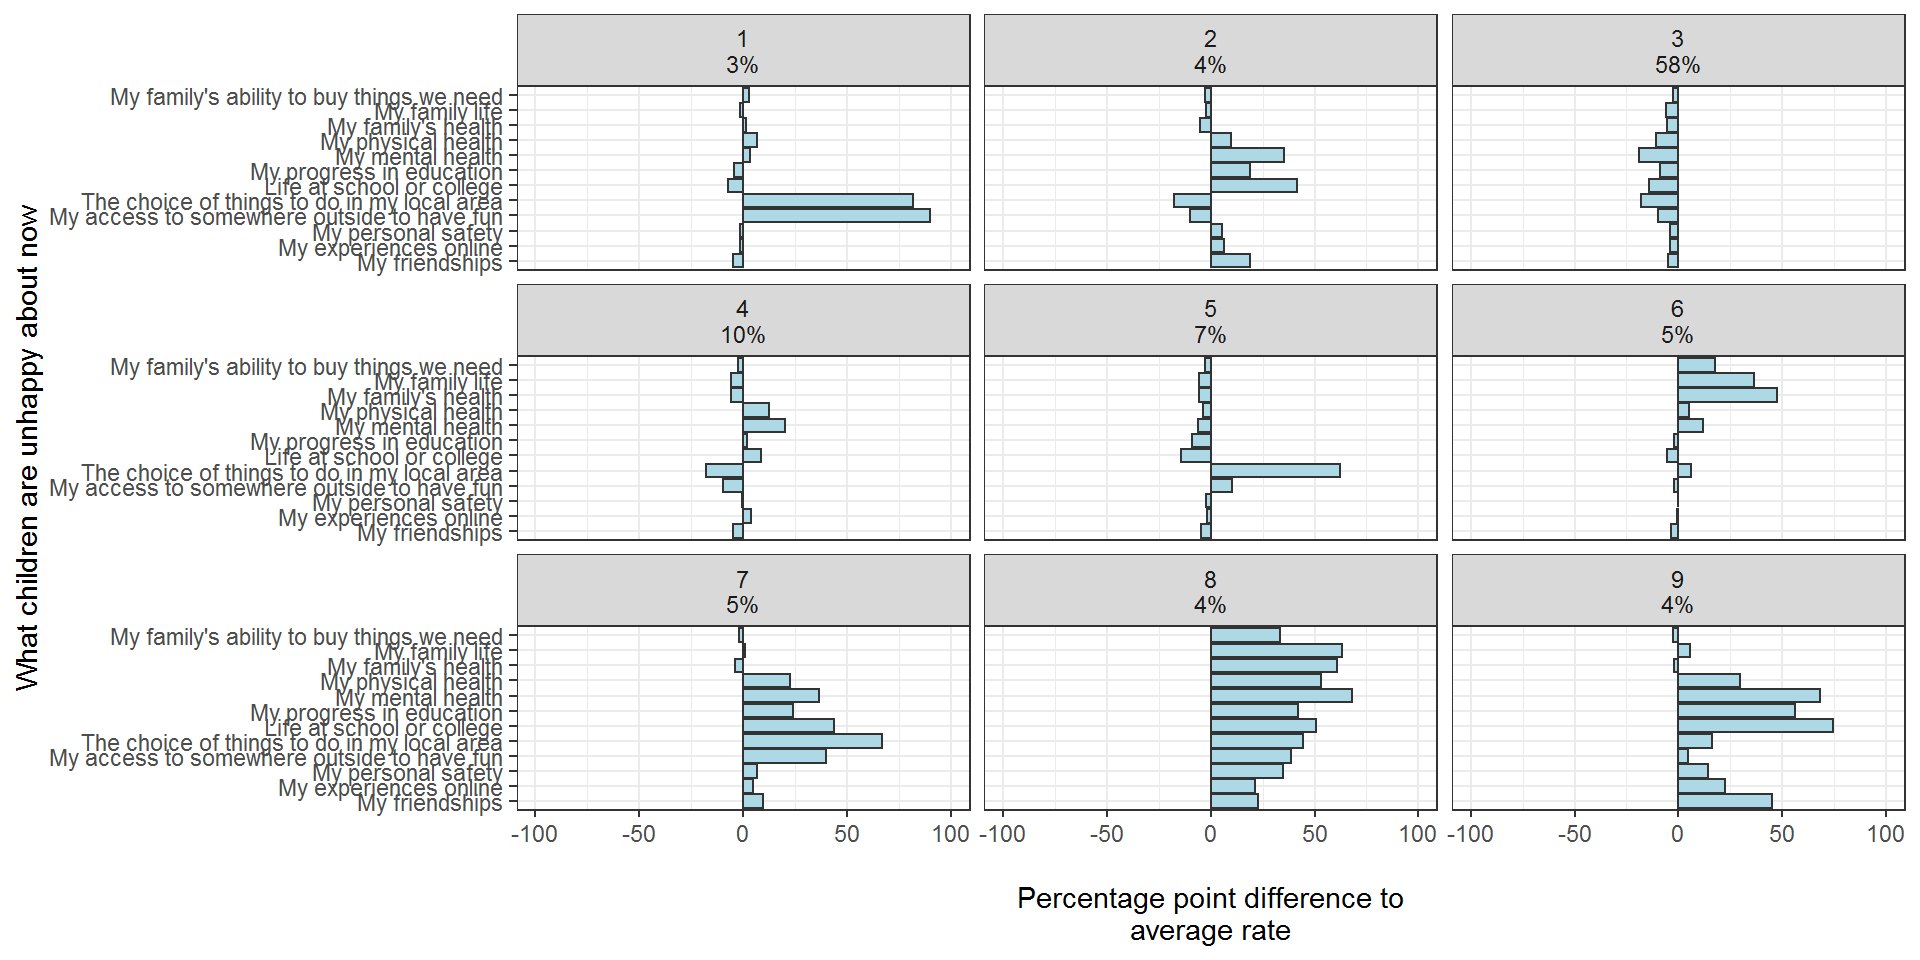 1
3%
2
4%
3
58%
My family's ability to buy things we need
My family life
My family's health
My physical health
My mental health
My progress in education
Life at school or college
The choice of things to do in my local area
My access to somewhere outside to have fun
My personal safety
My experiences online
My friendships
4
10%
5
7%
6
5%
My family's ability to buy things we need
My family life
My family's health
My physical health
My mental health
My progress in education
Life at school or college
The choice of things to do in my local area
My access to somewhere outside to have fun
My personal safety
My experiences online
My friendships
7
5%
8
4%
9
4%
My family's ability to buy things we need
My family life
My family's health
My physical health
My mental health
My progress in education
Life at school or college
The choice of things to do in my local area
My access to somewhere outside to have fun
My personal safety
My experiences online
My friendships
-100 -50 0 50 100
-100 -50 0 50 100
-100 -50 0 50 100
Percentage point difference to
average rate
What children are unhappy about now